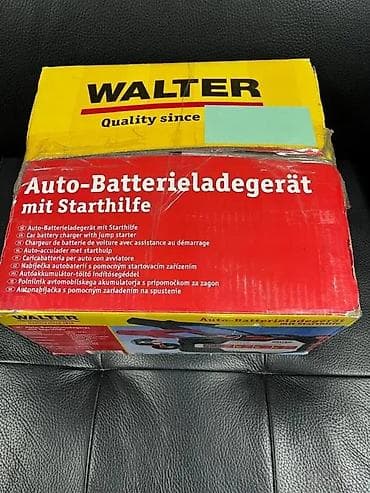 WALTER
Quality since
Auto-Batterieladegerät
mit Starthilfe
Auto-Batterieladegerät mit Starthilfe
Car battery charger with jump starter
Chargeur de batterie de voiture avec assistance au démarrage
Auto-acculader met starthulp
Caricabatteria per auto con avviatore
Nabíječka autobaterií s pomocným startovacím zařízením
Autóakkumulátor-töltő indítósegéddel
Polnilnik avtomobilskega akumulatorja s pripomočkom za zagon
Autonabíjačka s pomocným zariadením na spustenie
WALTER
Auto-Batterieladegerät
mit Starthilfe